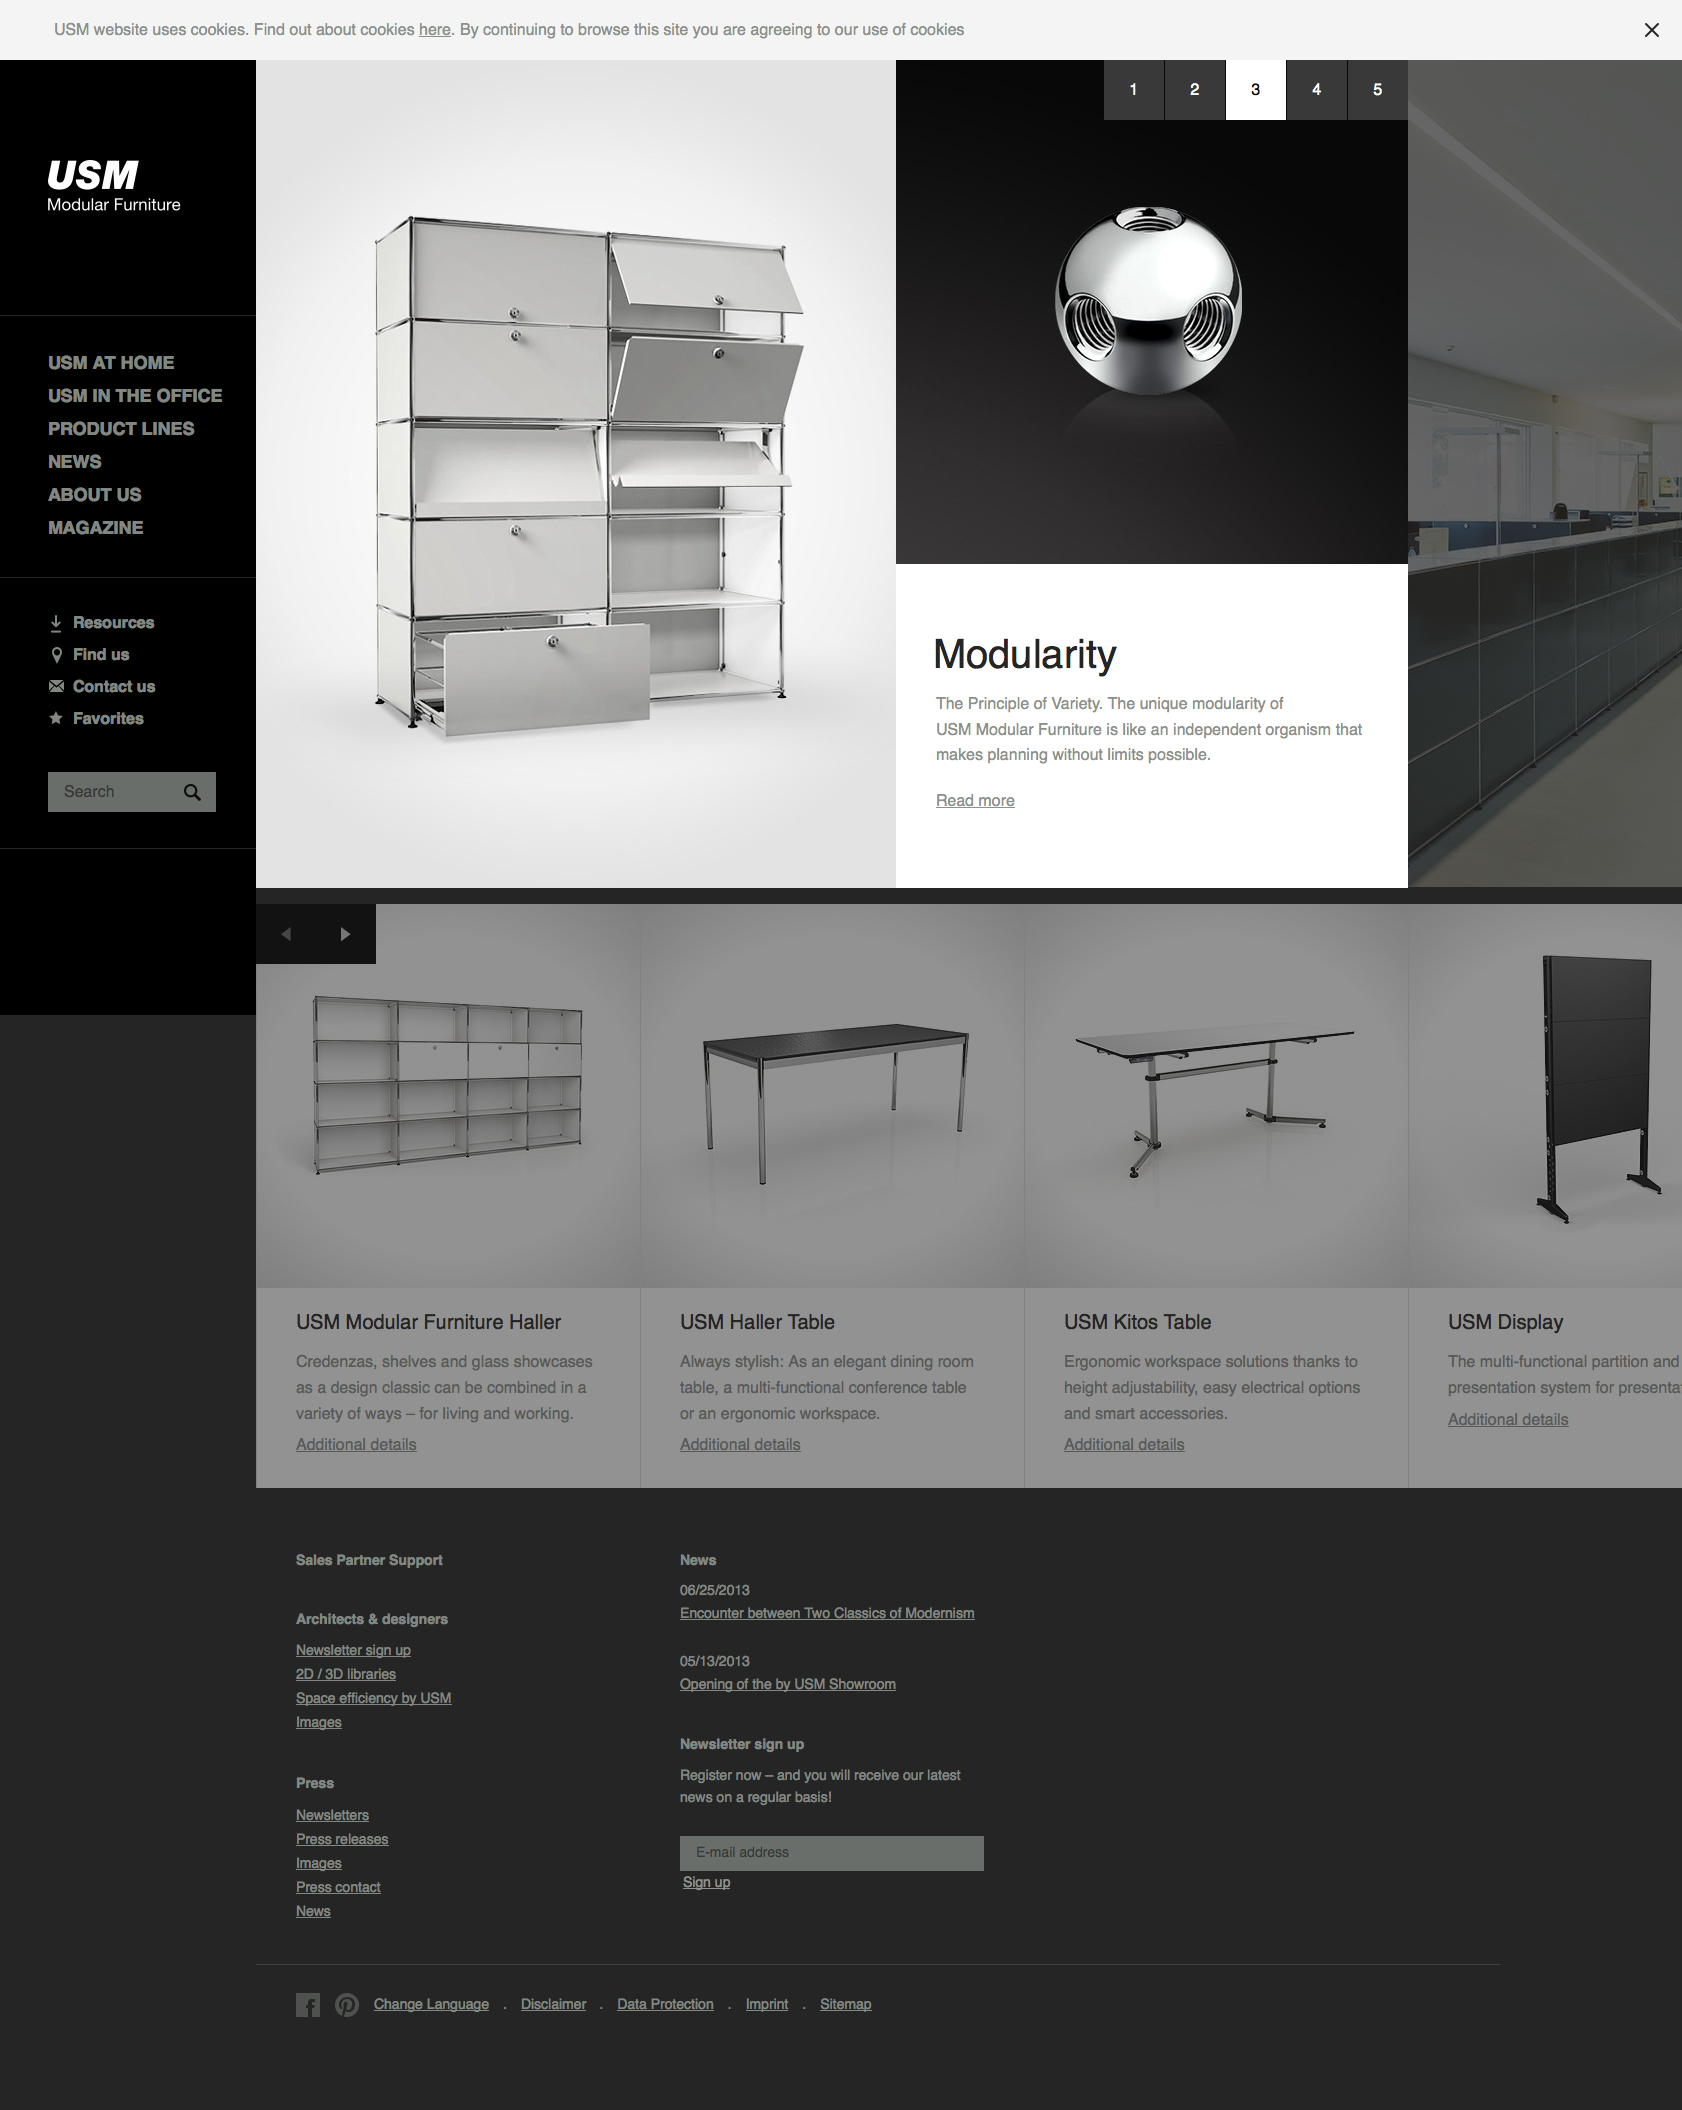 USM website uses cookies. Find out about cookies here. By continuing to browse this site you are agreeing to our use of cookies
USM
Modular Furniture
USM AT HOME
USM IN THE OFFICE
PRODUCT LINES
NEWS
ABOUT US
MAGAZINE
Resources
Find us
Contact us
Favorites
Search
1 2 3 4 5
Modularity
The Principle of Variety. The unique modularity of
USM Modular Furniture is like an independent organism that
makes planning without limits possible.
Read more
USM Modular Furniture Haller
Credenzas, shelves and glass showcases
as a design classic can be combined in a
variety of ways – for living and working.
Additional details
USM Haller Table
Always stylish: As an elegant dining room
table, a multi-functional conference table
or an ergonomic workspace.
Additional details
USM Kitos Table
Ergonomic workspace solutions thanks to
height adjustability, easy electrical options
and smart accessories.
Additional details
USM Display
The multi-functional partition and
presentation system for presenta
Additional details
Sales Partner Support
Architects & designers
Newsletter sign up
2D / 3D libraries
Space efficiency by USM
Images
Press
Newsletters
Press releases
Images
Press contact
News
News
06/25/2013
Encounter between Two Classics of Modernism
05/13/2013
Opening of the by USM Showroom
Newsletter sign up
Register now – and you will receive our latest
news on a regular basis!
E-mail address
Sign up
Change Language . Disclaimer . Data Protection . Imprint . Sitemap